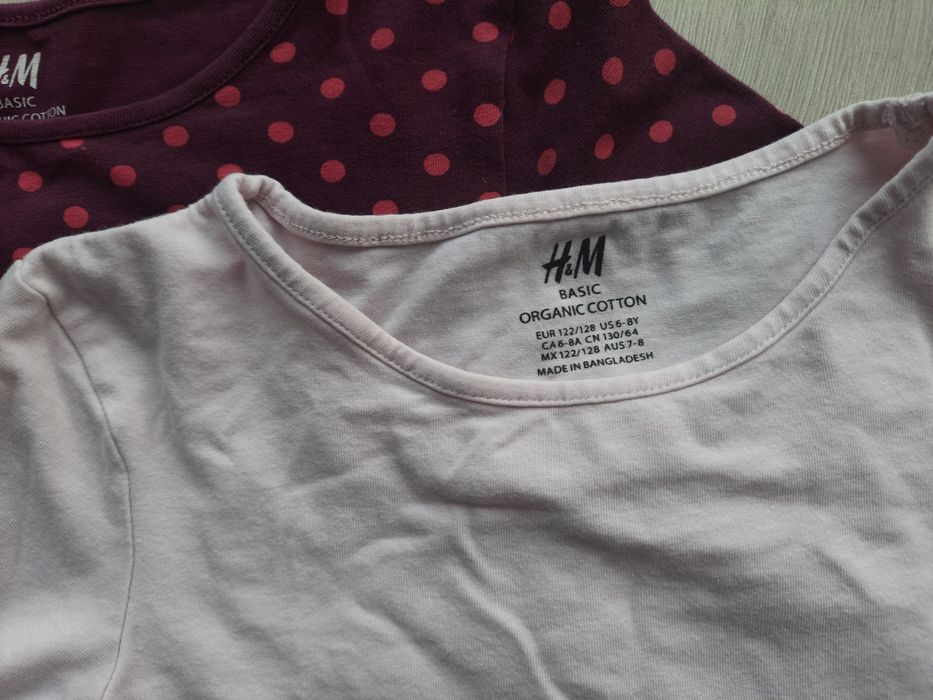 H&M
BASIC
COTTON
H&M
BASIC
ORGANIC COTTON
EUR 122/128 US 6-8Y
CA 6-8A CN 130/64
MX 122/128 AUS 7-8
MADE IN BANGLADESH